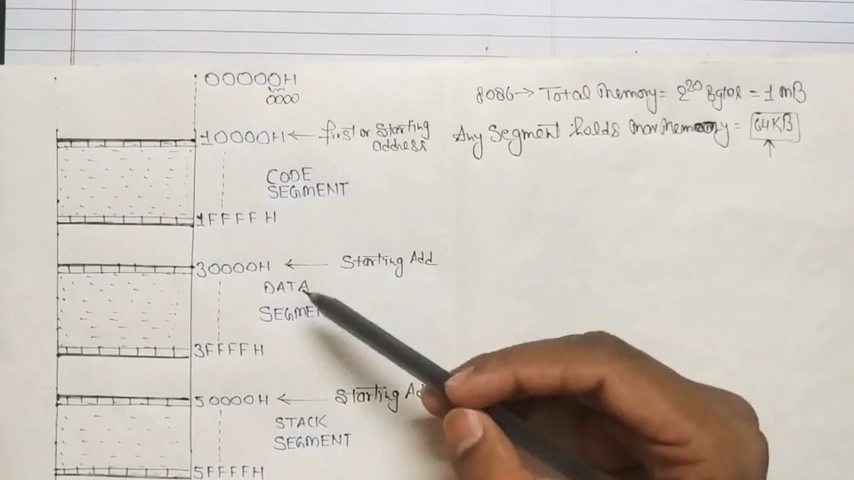 00000H
0000
8086→ Total Memory = 2^20 Bytes = 1 MB
10000H ← first or Starting
Address
Any Segment holds max Memory = 64KB
CODE
SEGMENT
1FFFFH
30000H ← Starting Add
DATA
3FFFFH
50000H ← Starting
STACK
SEGMENT
5FFFFH